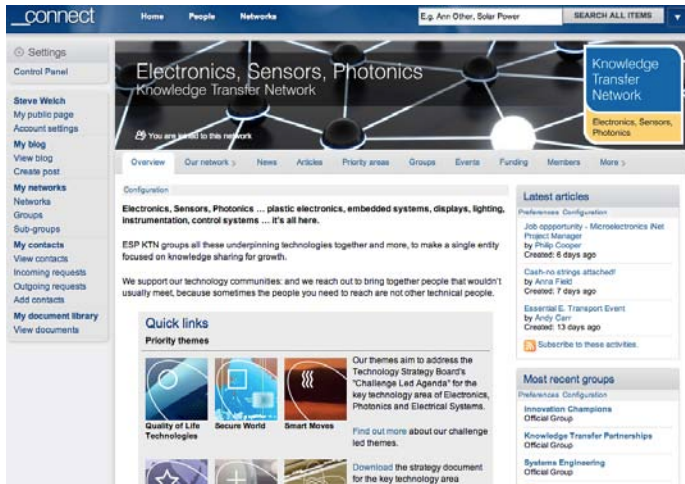 _connect
Home People Networks
E.g. Ann Other, Solar Power
SEARCH ALL ITEMS
Settings
Control Panel
Steve Welch
My public page
Account settings
My blog
View blog
Create post
My networks
Networks
Groups
Sub-groups
My contacts
View contacts
Incoming requests
Outgoing requests
Add contacts
My document library
View documents
Electronics, Sensors, Photonics
Knowledge Transfer Network
You are joined to this network
Knowledge
Transfer
Network
Electronics, Sensors,
Photonics
Overview Our network > News Articles Priority areas Groups Events Funding Members More >
Configuration
Electronics, Sensors, Photonics ... plastic electronics, embedded systems, displays, lighting,
instrumentation, control systems ... it's all here.
ESP KTN groups all these underpinning technologies together and more, to make a single entity
focused on knowledge sharing for growth.
We support our technology communities: and we reach out to bring together people that wouldn't
usually meet, because sometimes the people you need to reach are not other technical people.
Quick links
Priority themes
Quality of Life
Technologies
Secure World
Smart Moves
Our themes aim to address the
Technology Strategy Board's
"Challenge Led Agenda" for the
key technology area of Electronics,
Photonics and Electrical Systems.
Find out more about our challenge
led themes.
Download the strategy document
for the key technology area
Latest articles
Preferences Configuration
Job oppportunity - Microelectronics iNet
Project Manager
by Philip Cooper
Created: 6 days ago
Cash-no strings attached!
by Anna Field
Created: 7 days ago
Essential E. Transport Event
by Andy Carr
Created: 13 days ago
Subscribe to these activities.
Most recent groups
Preferences Configuration
Innovation Champions
Official Group
Knowledge Transfer Partnerships
Official Group
Systems Engineering
Official Group